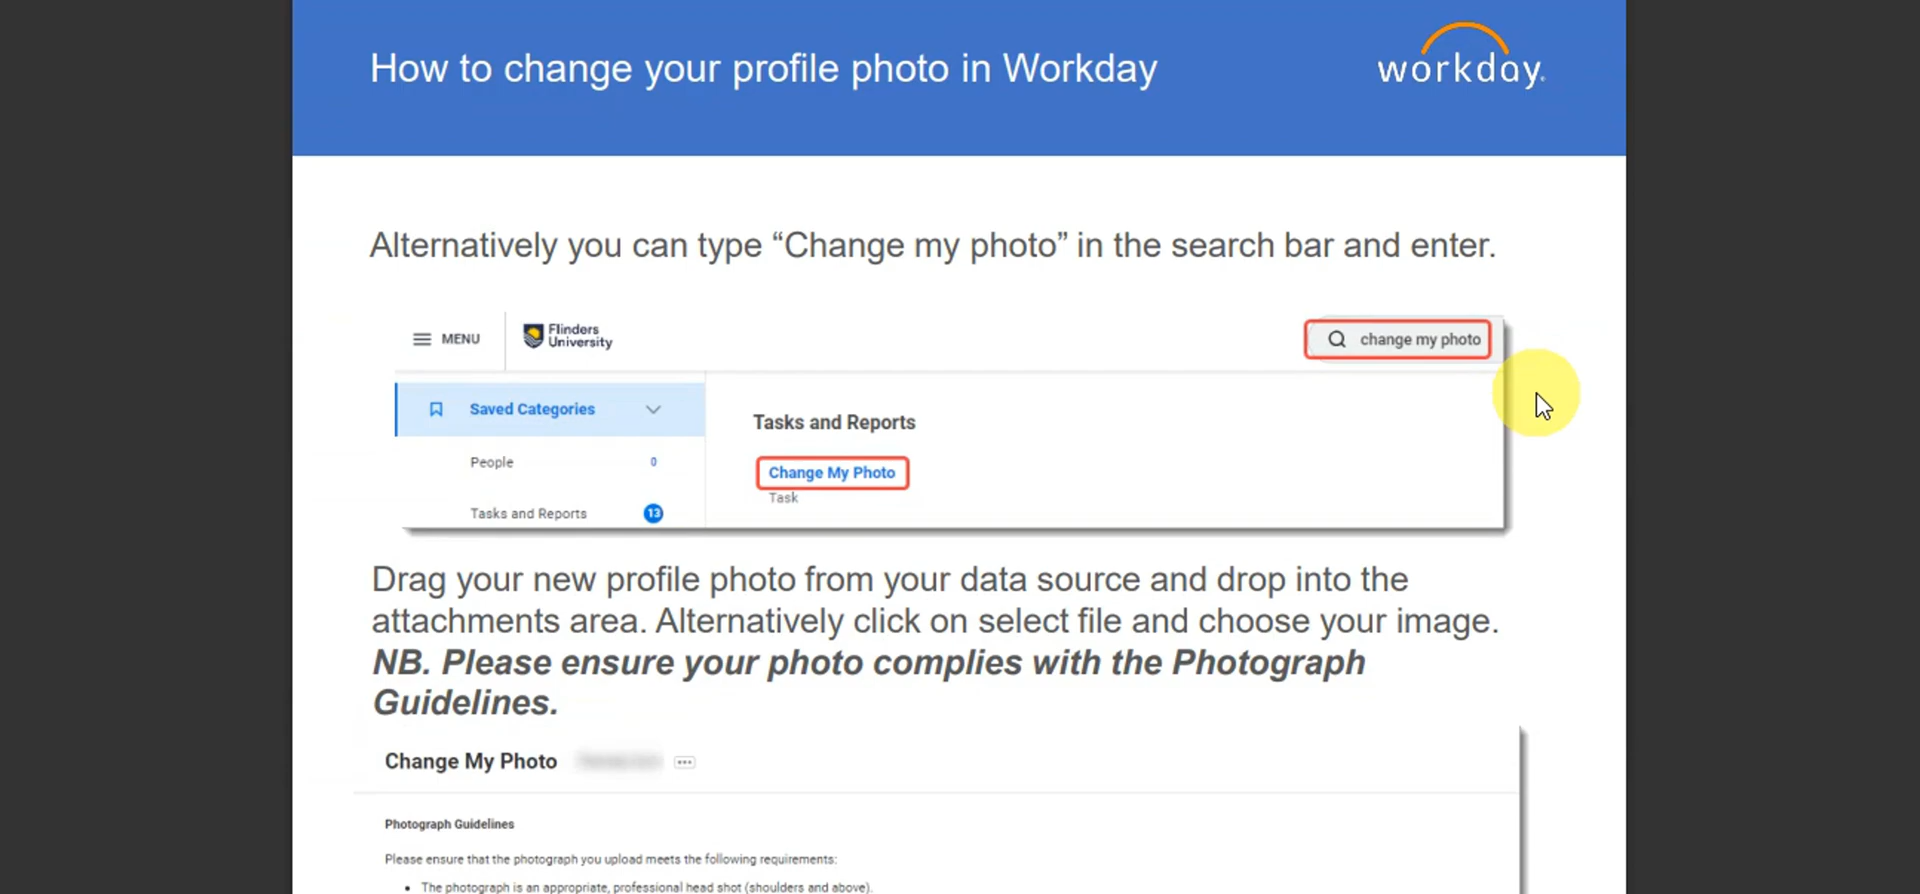 How to change your profile photo in Workday
workday.
Alternatively you can type “Change my photo” in the search bar and enter.
MENU
Flinders
University
change my photo
Saved Categories
Tasks and Reports
People 0
Change My Photo
Task
Tasks and Reports 13
Drag your new profile photo from your data source and drop into the
attachments area. Alternatively click on select file and choose your image.
NB. Please ensure your photo complies with the Photograph
Guidelines.
Change My Photo
Photograph Guidelines
Please ensure that the photograph you upload meets the following requirements:
• The photograph is an appropriate, professional head shot (shoulders and above).